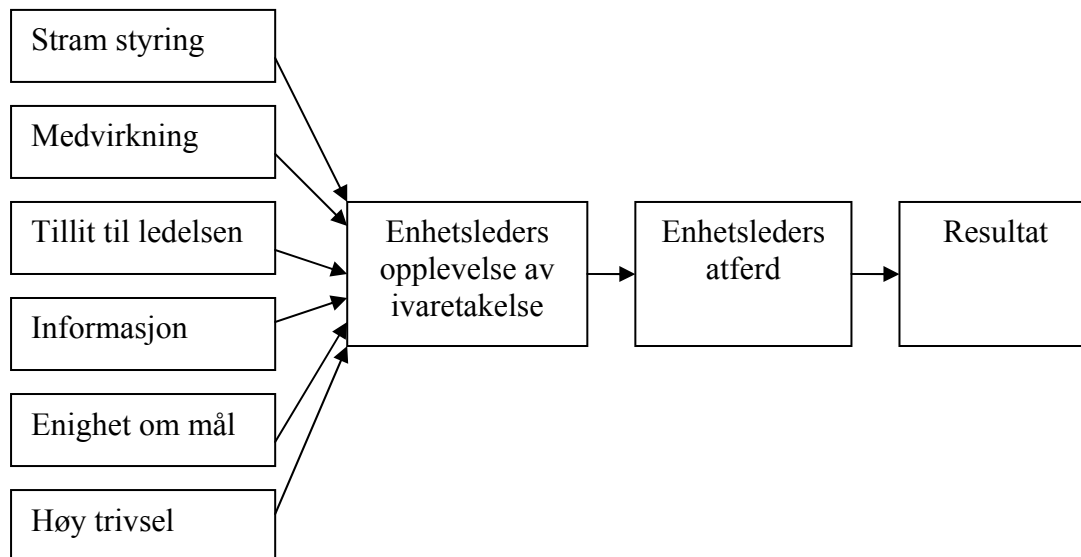 Stram styring
Medvirkning
Tillit til ledelsen
Informasjon
Enighet om mål
Høy trivsel
Enhetsleders
opplevelse av
ivaretakelse
Enhetsleders
atferd
Resultat